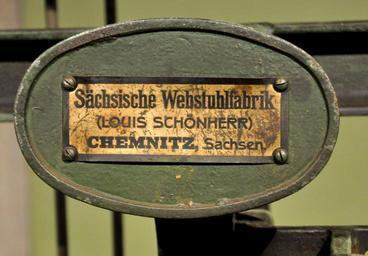 Sächsische Webstuhlfabrik
(LOUIS SCHÖNHERR)
CHEMNITZ, Sachsen